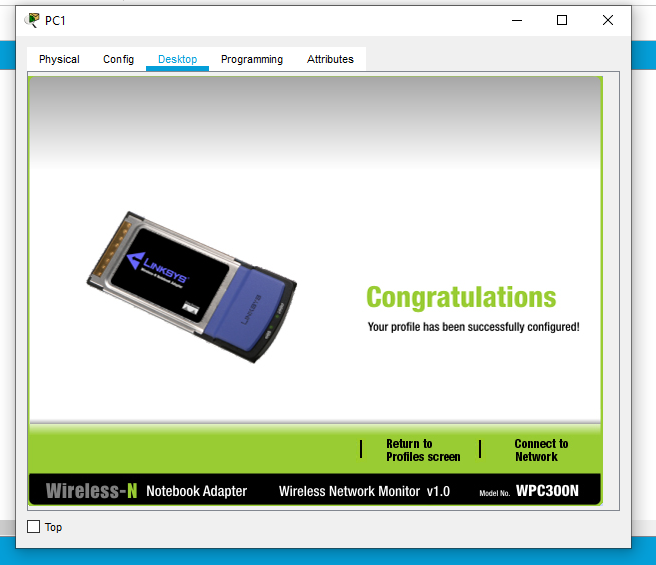 PC1
Physical
Config
Desktop
Programming
Attributes
LINKSYS
Congratulations
Your profile has been successfully configured!
Return to
Profiles screen
Connect to
Network
Wireless-N Notebook Adapter
Wireless Network Monitor v1.0
Model No. WPC300N
Top